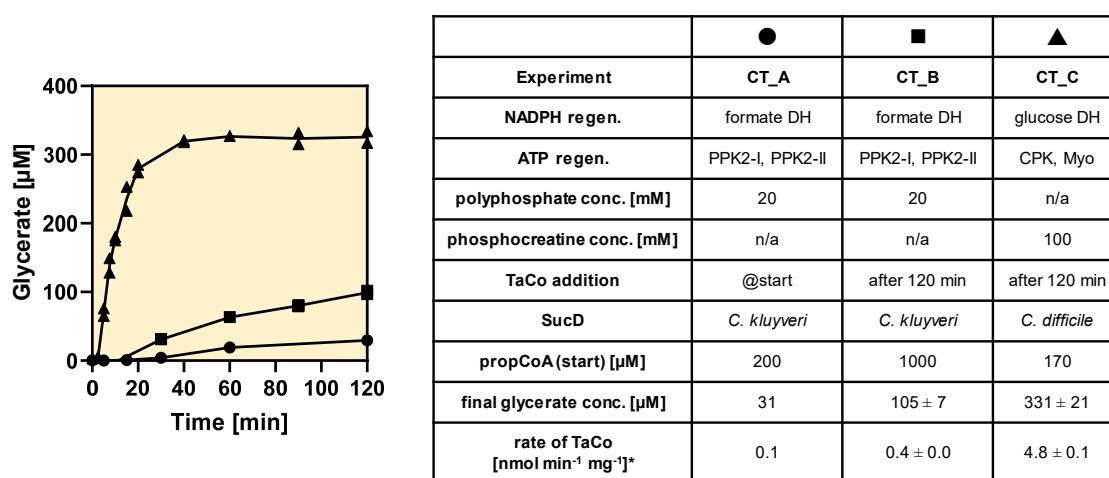 400
300
200
100
0
Glycerate [µM]
0 20 40 60 80 100 120
Time [min]
Experiment CT_A CT_B CT_C
NADPH regen. formate DH formate DH glucose DH
ATP regen. PPK2-I, PPK2-II PPK2-I, PPK2-II CPK, Myo
polyphosphate conc. [mM] 20 20 n/a
phosphocreatine conc. [mM] n/a n/a 100
TaCo addition @start after 120 min after 120 min
SucD C. kluyveri C. kluyveri C. difficile
propCoA (start) [µM] 200 1000 170
final glycerate conc. [µM] 31 105 ± 7 331 ± 21
rate of TaCo
[nmol min⁻¹ mg⁻¹]* 0.1 0.4 ± 0.0 4.8 ± 0.1